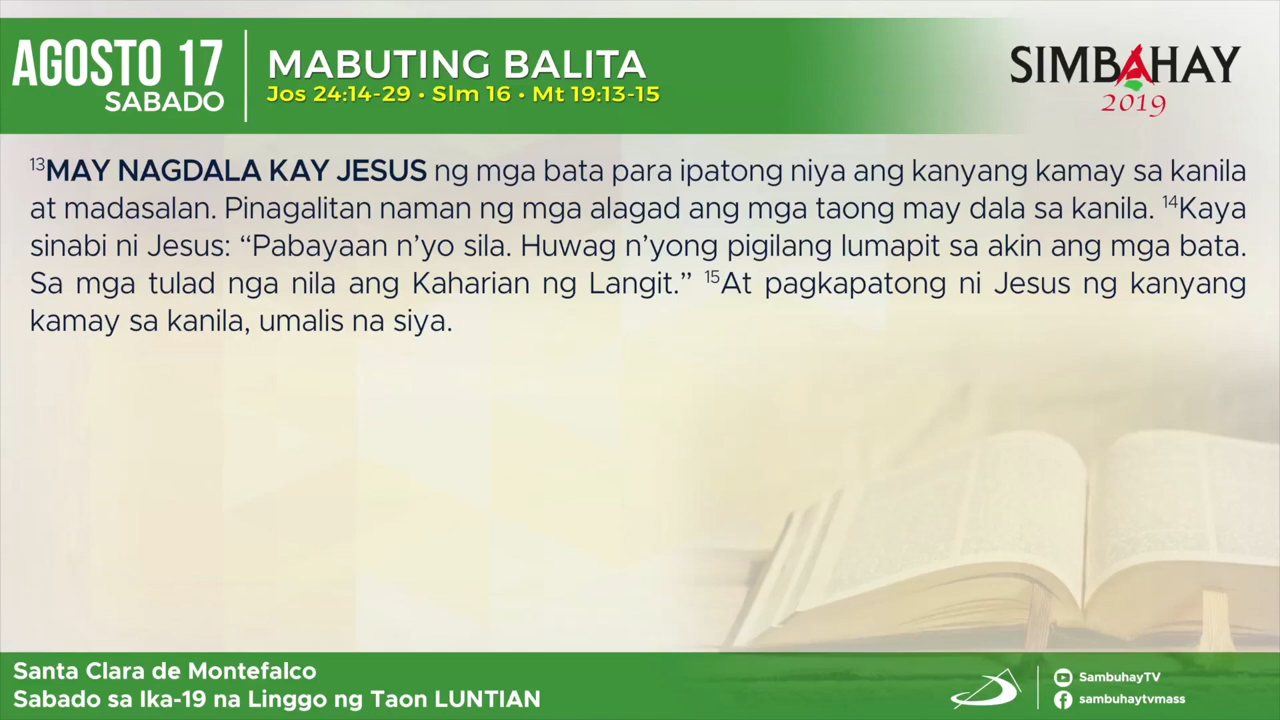 AGOSTO 17
SABADO
MABUTING BALITA
Jos 24:14-29 • Slm 16 • Mt 19:13-15
SIMBAHAY
2019
¹³MAY NAGDALA KAY JESUS ng mga bata para ipatong niya ang kanyang kamay sa kanila
at madasalan. Pinagalitan naman ng mga alagad ang mga taong may dala sa kanila. ¹⁴Kaya
sinabi ni Jesus: “Pabayaan n’yo sila. Huwag n’yong pigilang lumapit sa akin ang mga bata.
Sa mga tulad nga nila ang Kaharian ng Langit.” ¹⁵At pagkapatong ni Jesus ng kanyang
kamay sa kanila, umalis na siya.
Santa Clara de Montefalco
Sabado sa Ika-19 na Linggo ng Taon LUNTIAN
SambuhayTV
sambuhaytvmass